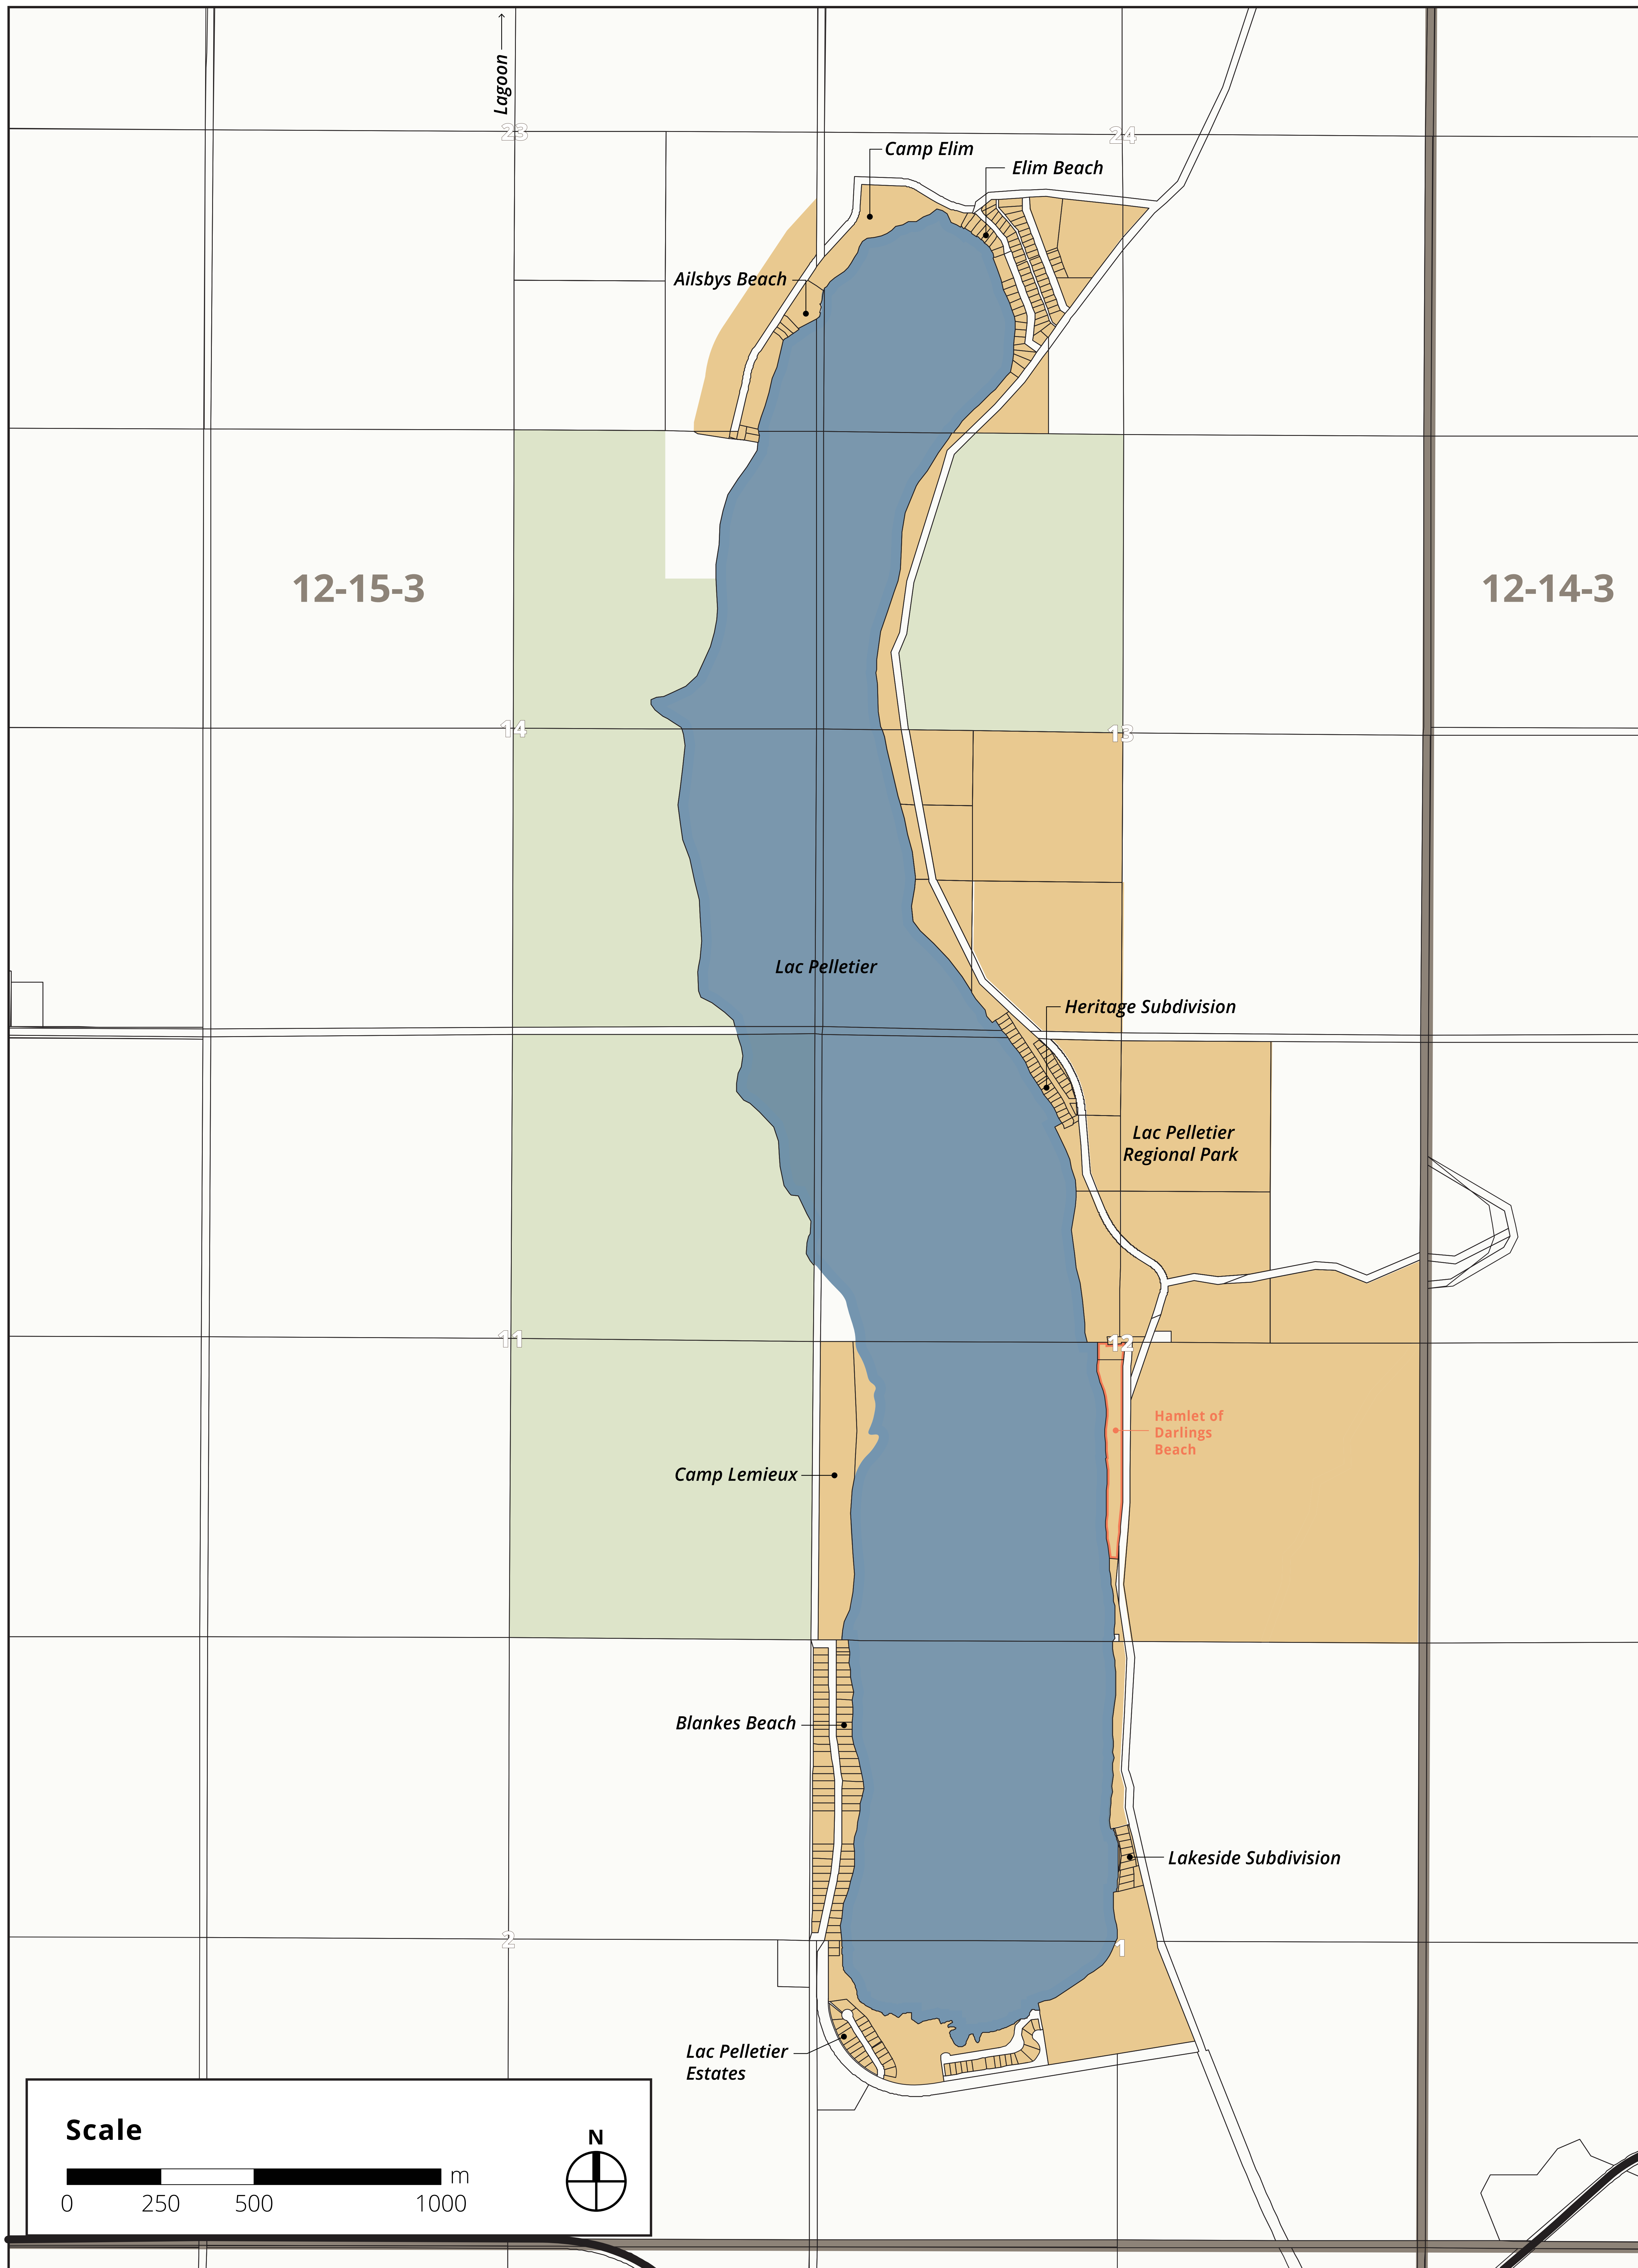 Lagoon
23
24
Camp Elim
Elim Beach
Ailsbys Beach
12-15-3
12-14-3
14
13
Lac Pelletier
Heritage Subdivision
Lac Pelletier
Regional Park
11
12
Hamlet of
Darlings
Beach
Camp Lemieux
Blankes Beach
Lakeside Subdivision
2
1
Lac Pelletier
Estates
Scale
N
m
0 250 500 1000